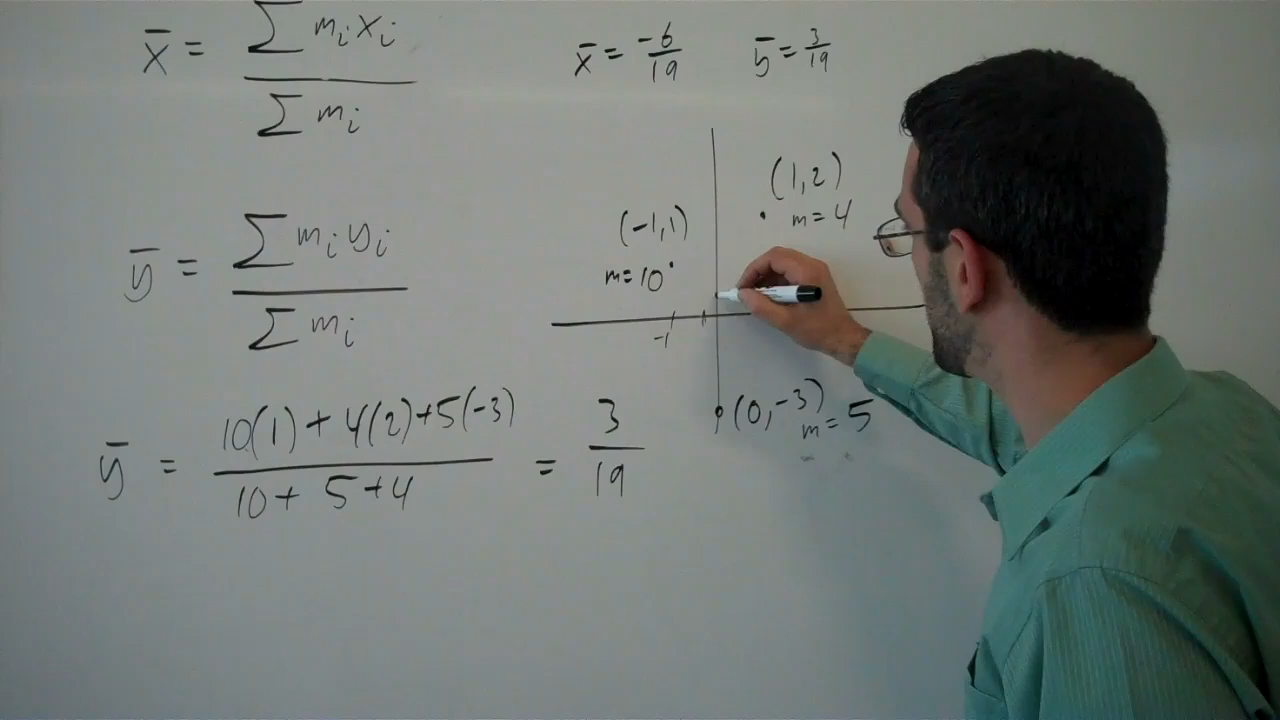 x̄ = ∑ mᵢxᵢ / ∑ mᵢ
x̄ = -6/19
ȳ = 3/19
(1,2)
m=4
(-1,1)
m=10
-1
ȳ = ∑ mᵢyᵢ / ∑ mᵢ
(0,-3)
m=5
ȳ = 10(1)+4(2)+5(-3) / 10+5+4 = 3/19